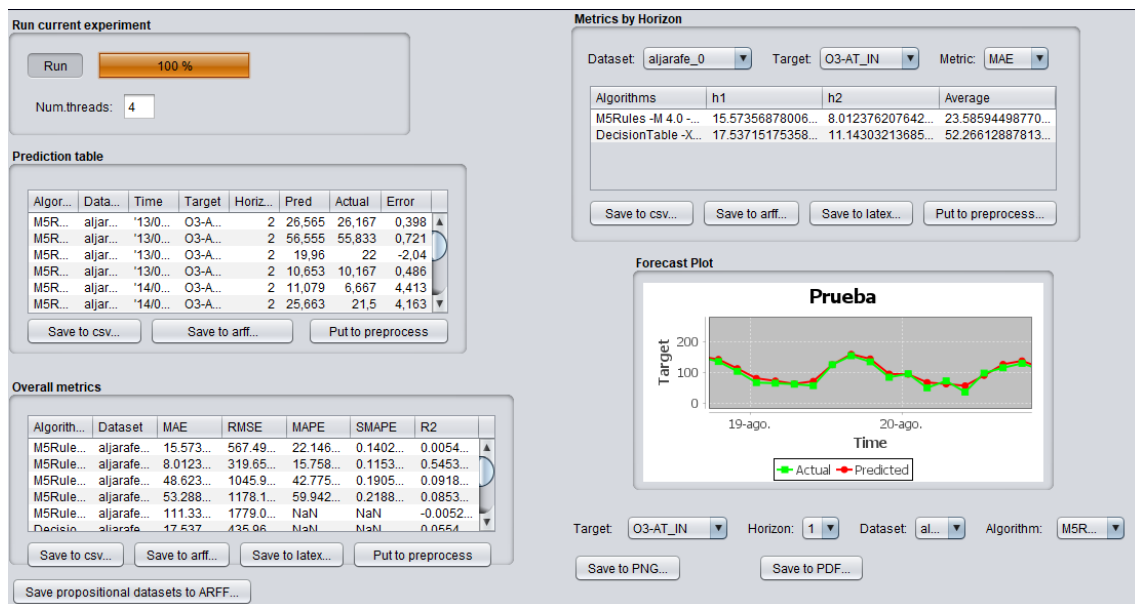 Run current experiment
Run
100 %
Num.threads: 4
Prediction table
Algor... Data... Time Target Horiz... Pred Actual Error
M5R... aljar... '13/0... O3-A... 2 26,565 26,167 0,398
M5R... aljar... '13/0... O3-A... 2 56,555 55,833 0,721
M5R... aljar... '13/0... O3-A... 2 19,96 22 -2,04
M5R... aljar... '13/0... O3-A... 2 10,653 10,167 0,486
M5R... aljar... '14/0... O3-A... 2 11,079 6,667 4,413
M5R... aljar... '14/0... O3-A... 2 25,663 21,5 4,163
Save to csv... Save to arff... Put to preprocess
Overall metrics
Algorith... Dataset MAE RMSE MAPE SMAPE R2
M5Rule... aljarafe... 15.573... 567.49... 22.146... 0.1402... 0.0054...
M5Rule... aljarafe... 8.0123... 319.65... 15.758... 0.1153... 0.5453...
M5Rule... aljarafe... 48.623... 1045.9... 42.775... 0.1905... 0.0918...
M5Rule... aljarafe... 53.288... 1178.1... 59.942... 0.2188... 0.0853...
M5Rule... aljarafe... 111.33... 1779.0... NaN NaN -0.0052...
Decisio... aljarafe... 17.537... 435.96... NaN NaN 0.0554...
Save to csv... Save to arff... Save to latex... Put to preprocess
Save propositional datasets to ARFF...
Metrics by Horizon
Dataset: aljarafe_0 Target: O3-AT_IN Metric: MAE
Algorithms h1 h2 Average
M5Rules -M 4.0 -... 15.57356878006... 8.012376207642... 23.58594498770...
DecisionTable -X... 17.53715175358... 11.14303213685... 52.26612887813...
Save to csv... Save to arff... Save to latex... Put to preprocess...
Forecast Plot
Prueba
Target
200
100
0
19-ago. 20-ago.
Time
Actual Predicted
Target: O3-AT_IN Horizon: 1 Dataset: al... Algorithm: M5R...
Save to PNG... Save to PDF...